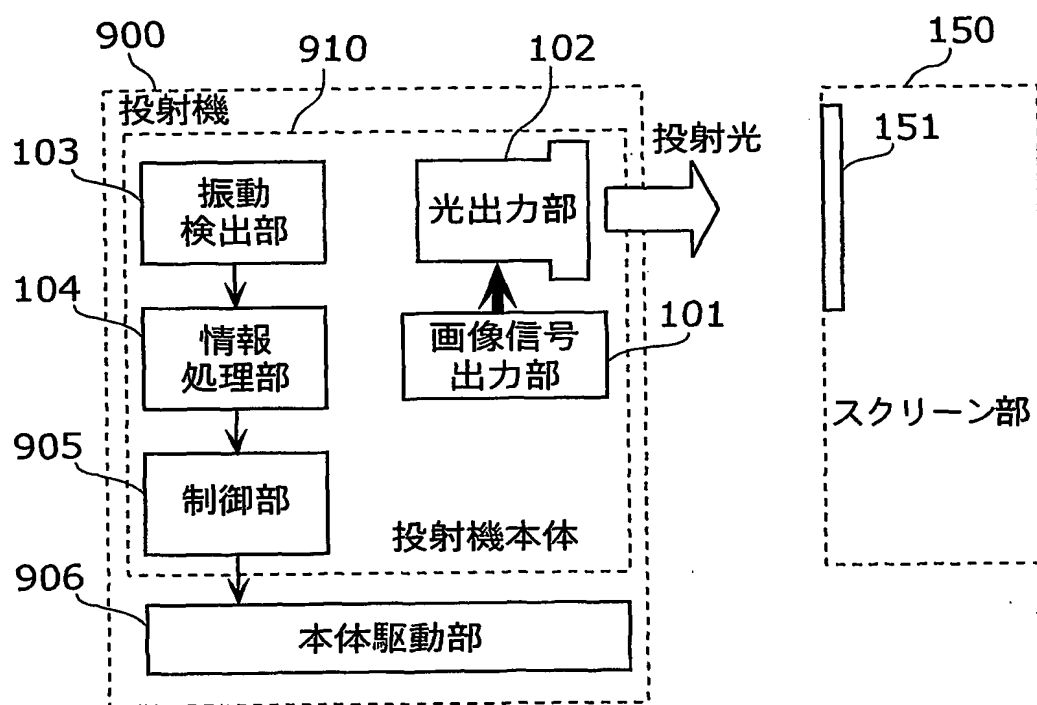 900
910
102
150
投射機
103
振動
検出部
光出力部
投射光
151
104
情報
処理部
画像信号
出力部
101
スクリーン部
905
制御部
投射機本体
906
本体駆動部